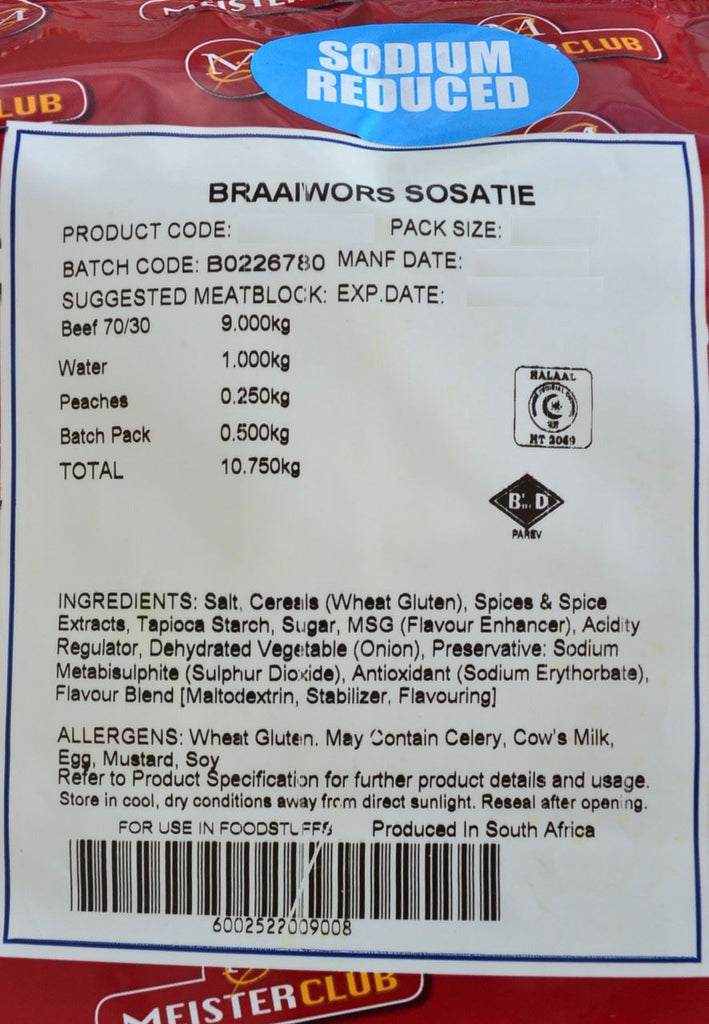 MEISTER
CLUB
LUB
SODIUM
REDUCED
BRAAIWORS SOSATIE
PRODUCT CODE: PACK SIZE:
BATCH CODE: B0226780 MANF DATE:
SUGGESTED MEATBLOCK: EXP.DATE:
Beef 70/30 9.000kg
Water 1.000kg
Peaches 0.250kg
Batch Pack 0.500kg
TOTAL 10.750kg
HALAAL
MT 2069
PAREV
INGREDIENTS: Salt, Cereals (Wheat Gluten), Spices & Spice
Extracts, Tapioca Starch, Sugar, MSG (Flavour Enhancer), Acidity
Regulator, Dehydrated Vegetable (Onion), Preservative: Sodium
Metabisulphite (Sulphur Dioxide), Antioxidant (Sodium Erythorbate),
Flavour Blend [Maltodextrin, Stabilizer, Flavouring]
ALLERGENS: Wheat Gluten. May Contain Celery, Cow's Milk,
Egg, Mustard, Soy
Refer to Product Specification for further product details and usage.
Store in cool, dry conditions away from direct sunlight. Reseal after opening.
FOR USE IN FOODSTUFFS Produced In South Africa
6002522009008
MEISTERCLUB